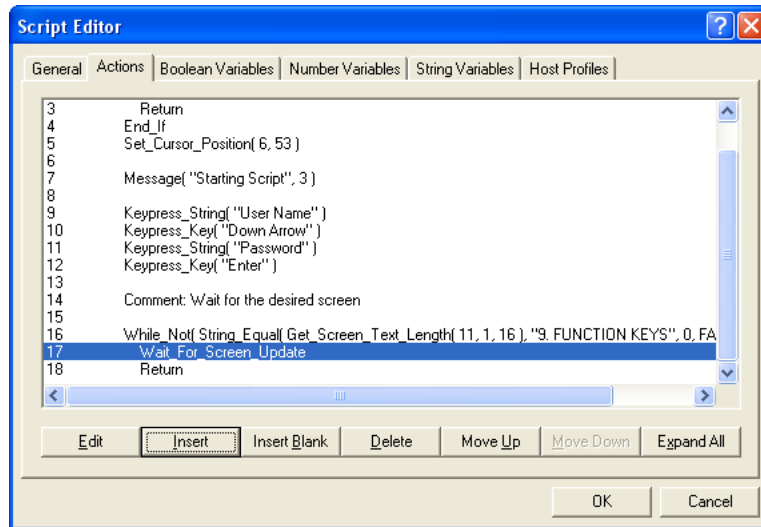 Script Editor
General Actions Boolean Variables Number Variables String Variables Host Profiles
3 Return
4 End_If
5 Set_Cursor_Position( 6, 53 )
6
7 Message( "Starting Script", 3 )
8
9 Keypress_String( "User Name" )
10 Keypress_Key( "Down Arrow" )
11 Keypress_String( "Password" )
12 Keypress_Key( "Enter" )
13
14 Comment: Wait for the desired screen
15
16 While_Not( String_Equal( Get_Screen_Text_Length( 11, 1, 16 ), "9. FUNCTION KEYS", 0, FA
17 Wait_For_Screen_Update
18 Return
Edit Insert Insert Blank Delete Move Up Move Down Expand All
OK Cancel